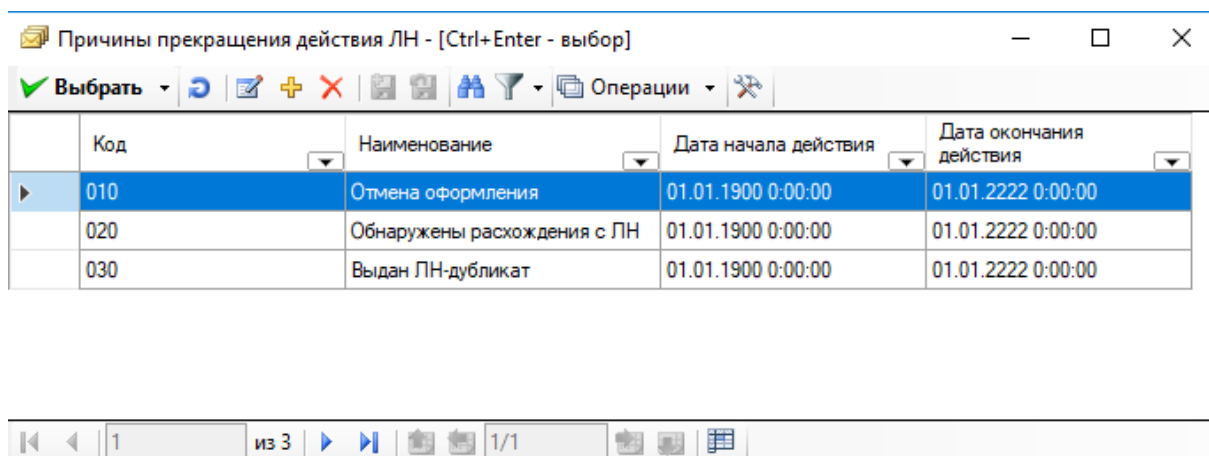 Причины прекращения действия ЛН - [Ctrl+Enter - выбор]
Выбрать Операции
Код Наименование Дата начала действия Дата окончания действия
010 Отмена оформления 01.01.1900 0:00:00 01.01.2222 0:00:00
020 Обнаружены расхождения с ЛН 01.01.1900 0:00:00 01.01.2222 0:00:00
030 Выдан ЛН-дубликат 01.01.1900 0:00:00 01.01.2222 0:00:00
1 из 3 1/1